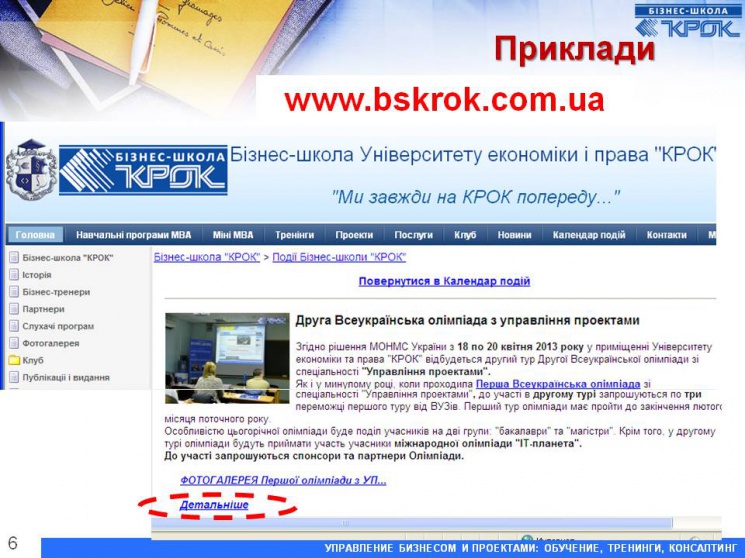 БІЗНЕС-ШКОЛА
КРОК
Приклади
www.bskrok.com.ua
БІЗНЕС-ШКОЛА
КРОК
Бізнес-школа Університету економіки і права "КРОК"
"Ми завжди на КРОК попереду..."
Головна Навчальні програми МВА Міні МВА Тренінги Проекти Послуги Клуб Новини Календар подій Контакти
Бізнес-школа "КРОК"
Історія
Бізнес-тренери
Партнери
Слухачі програм
Фотогалерея
Клуб
Публікації і видання
Бізнес-школа "КРОК" > Події Бізнес-школи "КРОК"
Повернутися в Календар подій
Друга Всеукраїнська олімпіада з управління проектами
Згідно рішення МОНМС України з 18 по 20 квітня 2013 року у приміщенні Університету
економіки та права "КРОК" відбудеться другий тур Другої Всеукраїнської олімпіади зі
спеціальності "Управління проектами".
Як і у минулому році, коли проходила Перша Всеукраїнська олімпіада зі
спеціальності "Управління проектами", до участі в другому турі запрошуються по три
переможці першого туру від ВУЗів. Перший тур олімпіади має пройти до закінчення лютого
місяця поточного року.
Особливістю цьогорічної олімпіади буде поділ учасників на дві групи: "бакалаври" та "магістри". Крім того, у другому
турі олімпіади будуть приймати участь учасники міжнародної олімпіади "ІТ-планета".
До участі запрошуються спонсори та партнери Олімпіади.
ФОТОГАЛЕРЕЯ Першої олімпіади з УП...
Детальніше
6
УПРАВЛЕНИЕ БИЗНЕСОМ И ПРОЕКТАМИ: ОБУЧЕНИЕ, ТРЕНИНГИ, КОНСАЛТИНГ